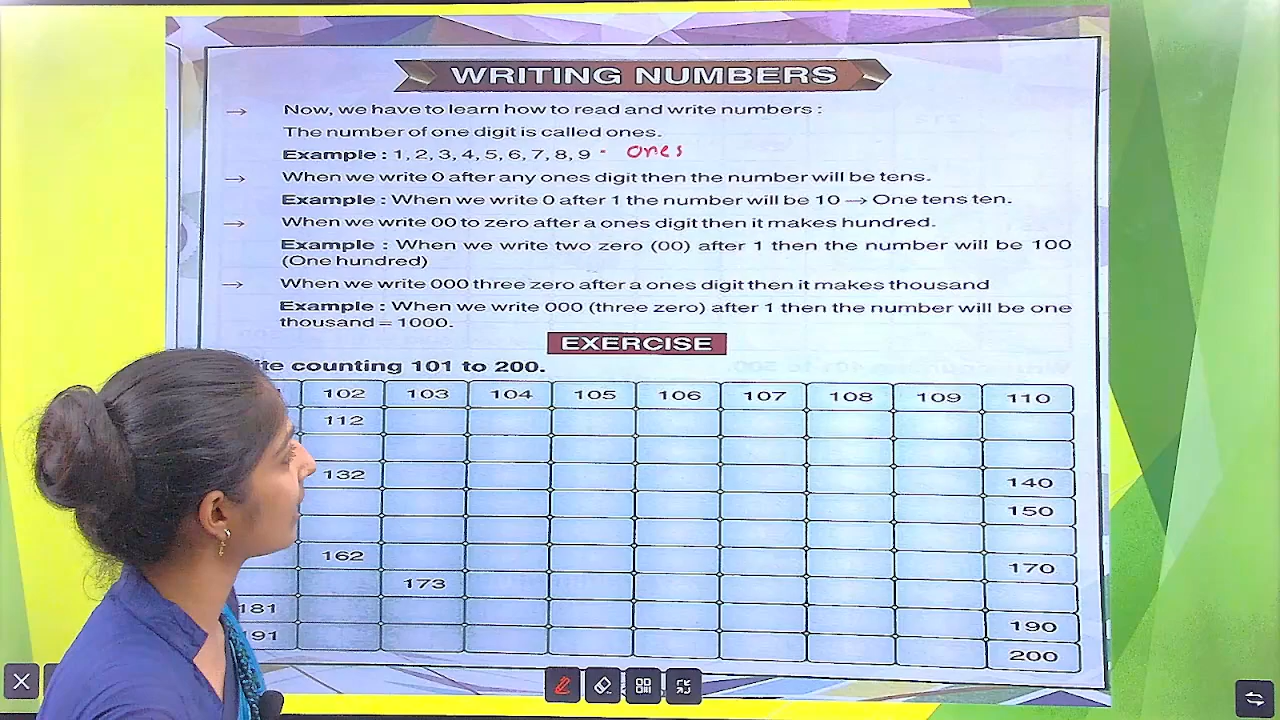 WRITING NUMBERS
→ Now, we have to learn how to read and write numbers :
The number of one digit is called ones.
Example : 1, 2, 3, 4, 5, 6, 7, 8, 9 - ones
→ When we write 0 after any ones digit then the number will be tens.
Example : When we write 0 after 1 the number will be 10 → One tens ten.
→ When we write 00 to zero after a ones digit then it makes hundred.
Example : When we write two zero (00) after 1 then the number will be 100
(One hundred)
→ When we write 000 three zero after a ones digit then it makes thousand
Example : When we write 000 (three zero) after 1 then the number will be one
thousand = 1000.
EXERCISE
counting 101 to 200.
102 103 104 105 106 107 108 109 110
112
132 140
150
162 170
173
181 190
91 200